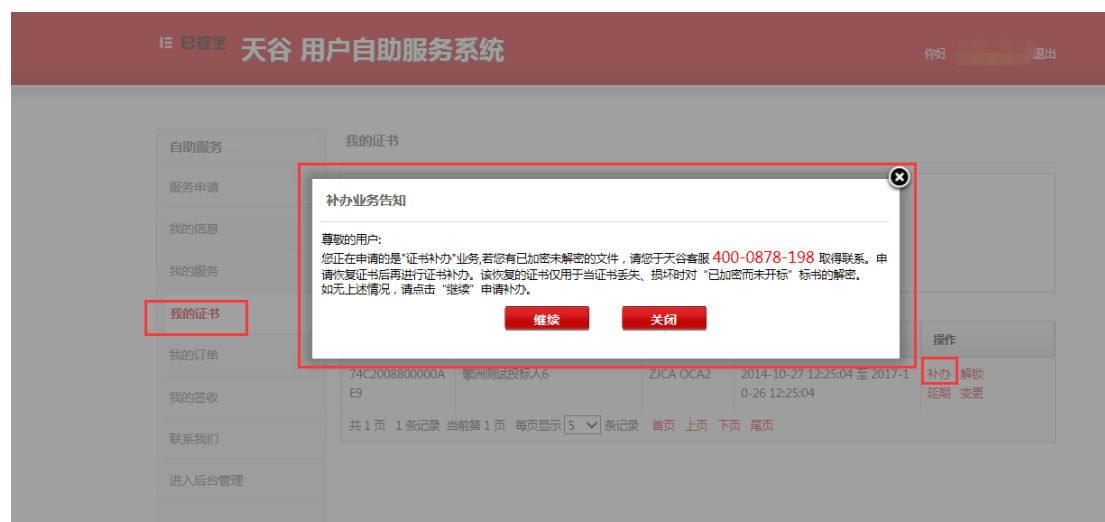 e签宝 天谷 用户自助服务系统
你好 退出
自助服务
我的证书
服务申请
我的信息
我的服务
我的证书
我的订单
我的签收
联系我们
进入后台管理
补办业务告知
尊敬的用户:
您正在申请的是"证书补办"业务,若您有已加密未解密的文件，请您于天谷客服 400-0878-198 取得联系。申
请恢复证书后再进行证书补办。该恢复的证书仅用于当证书丢失、损坏时对“已加密而未开标”标书的解密。
如无上述情况，请点击“继续”申请补办。
继续 关闭
操作
74C2008800000A 擎洲测试投标人6 ZJCA OCA2 2014-10-27 12:25:04 至 2017-1 补办 解锁
E9 0-26 12:25:04 延期 变更
共 1 页 1 条记录 当前第 1 页 每页显示 5 条记录 首页 上页 下页 尾页